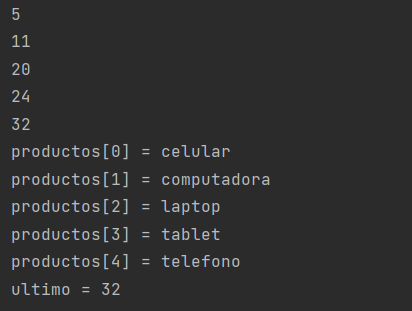 5
11
20
24
32
productos[0] = celular
productos[1] = computadora
productos[2] = laptop
productos[3] = tablet
productos[4] = telefono
ultimo = 32